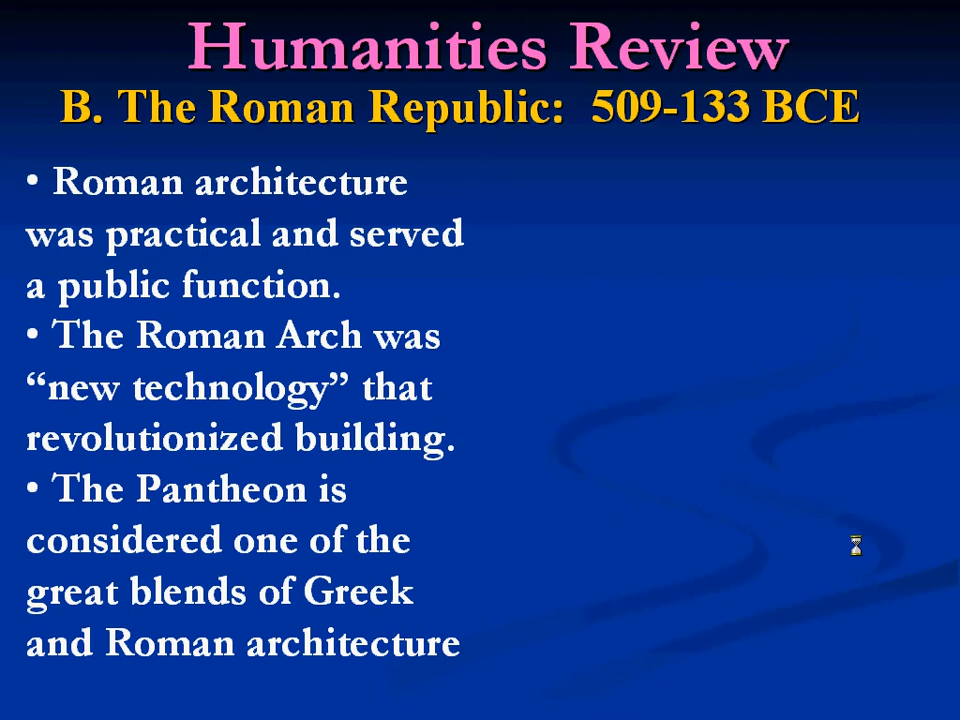 Humanities Review
B. The Roman Republic: 509-133 BCE
• Roman architecture
was practical and served
a public function.
• The Roman Arch was
“new technology” that
revolutionized building.
• The Pantheon is
considered one of the
great blends of Greek
and Roman architecture